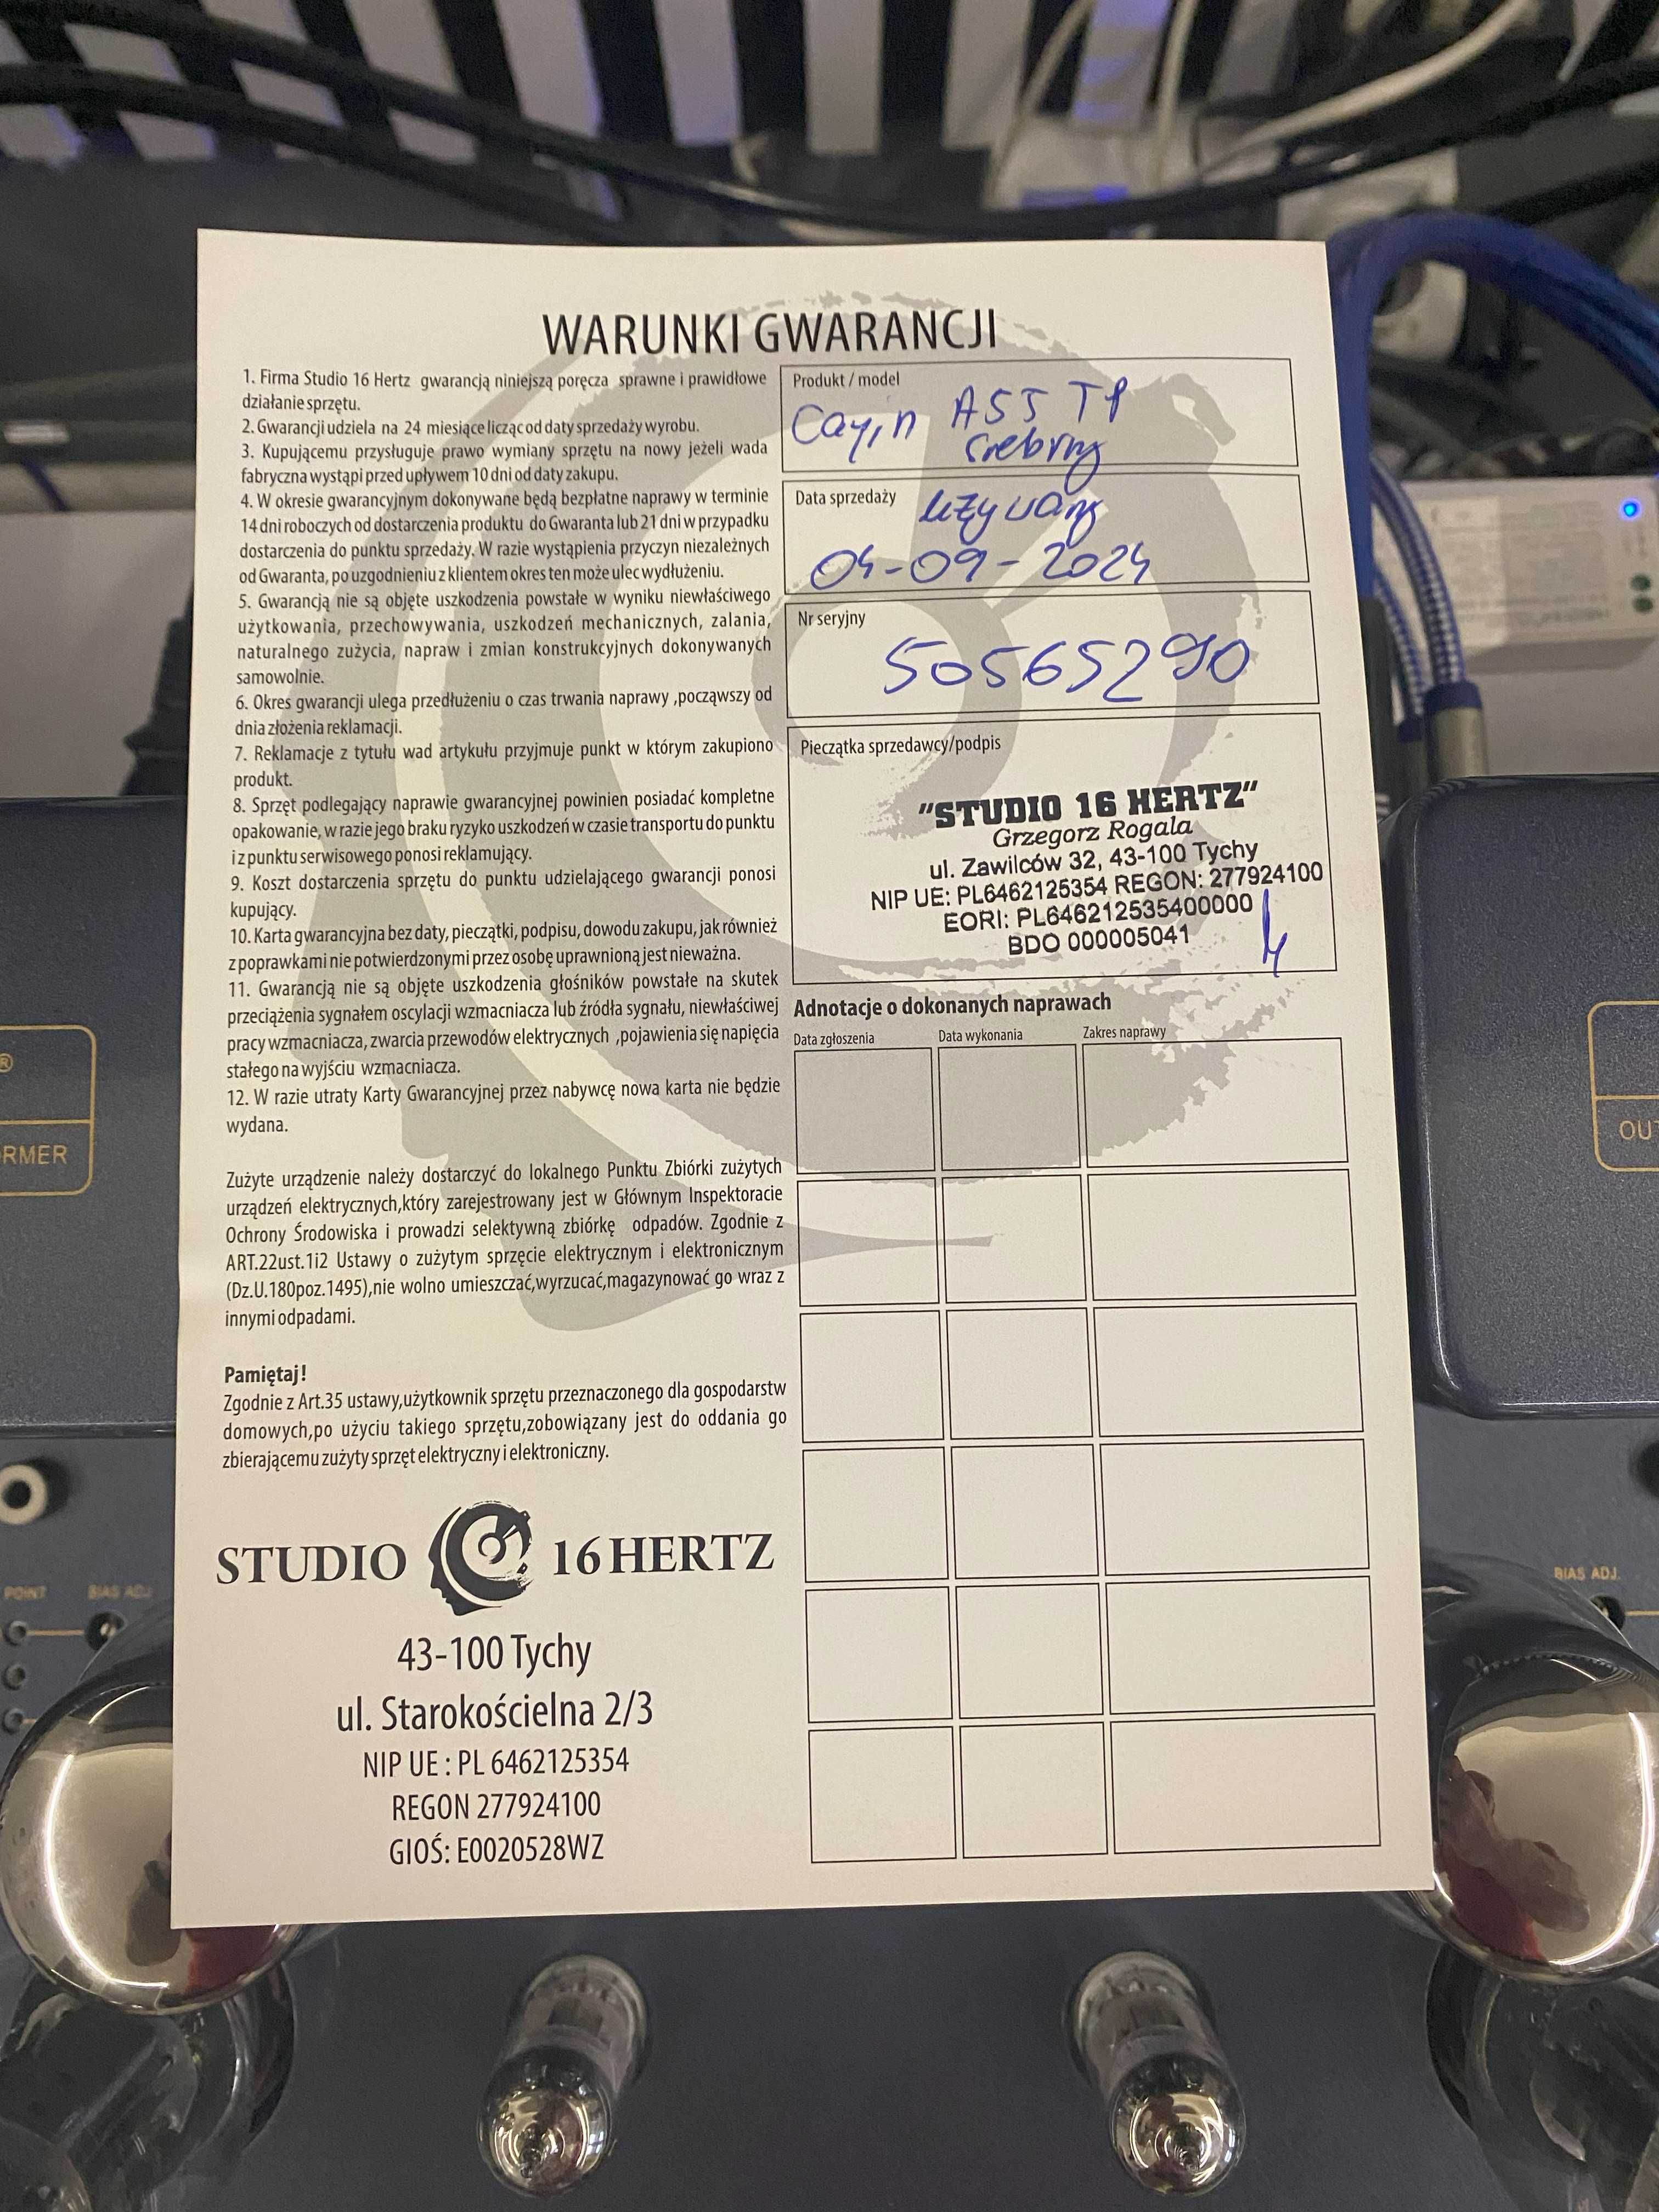 WARUNKI GWARANCJI
1. Firma Studio 16 Hertz gwarancją niniejszą poręcza sprawne i prawidłowe
działanie sprzętu.
2. Gwarancji udziela na 24 miesiące licząc od daty sprzedaży wyrobu.
3. Kupującemu przysługuje prawo wymiany sprzętu na nowy jeżeli wada
fabryczna wystąpi przed upływem 10 dni od daty zakupu.
4. W okresie gwarancyjnym dokonywane będą bezpłatne naprawy w terminie
14 dni roboczych od dostarczenia produktu do Gwaranta lub 21 dni w przypadku
dostarczenia do punktu sprzedaży. W razie wystąpienia przyczyn niezależnych
od Gwaranta, po uzgodnieniu z klientem okres ten może ulec wydłużeniu.
5. Gwarancją nie są objęte uszkodzenia powstałe w wyniku niewłaściwego
użytkowania, przechowywania, uszkodzeń mechanicznych, zalania,
naturalnego zużycia, napraw i zmian konstrukcyjnych dokonywanych
samowolnie.
6. Okres gwarancji ulega przedłużeniu o czas trwania naprawy ,począwszy od
dnia złożenia reklamacji.
7. Reklamacje z tytułu wad artykułu przyjmuje punkt w którym zakupiono
produkt.
8. Sprzęt podlegający naprawie gwarancyjnej powinien posiadać kompletne
opakowanie, w razie jego braku ryzyko uszkodzeń w czasie transportu do punktu
i z punktu serwisowego ponosi reklamujący.
9. Koszt dostarczenia sprzętu do punktu udzielającego gwarancji ponosi
kupujący.
10. Karta gwarancyjna bez daty, pieczątki, podpisu, dowodu zakupu, jak również
z poprawkami nie potwierdzonymi przez osobę uprawnioną jest nieważna.
11. Gwarancją nie są objęte uszkodzenia głośników powstałe na skutek
przeciążenia sygnałem oscylacji wzmacniacza lub źródła sygnału, niewłaściwej
pracy wzmacniacza, zwarcia przewodów elektrycznych ,pojawienia się napięcia
stałego na wyjściu wzmacniacza.
12. W razie utraty Karty Gwarancyjnej przez nabywcę nowa karta nie będzie
wydana.
Zużyte urządzenie należy dostarczyć do lokalnego Punktu Zbiórki zużytych
urządzeń elektrycznych,który zarejestrowany jest w Głównym Inspektoracie
Ochrony Środowiska i prowadzi selektywną zbiórkę odpadów. Zgodnie z
ART.22ust.1i2 Ustawy o zużytym sprzęcie elektrycznym i elektronicznym
(Dz.U.180poz.1495),nie wolno umieszczać,wyrzucać,magazynować go wraz z
innymi odpadami.
Pamiętaj!
Zgodnie z Art.35 ustawy,użytkownik sprzętu przeznaczonego dla gospodarstw
domowych,po użyciu takiego sprzętu,zobowiązany jest do oddania go
zbierającemu zużyty sprzęt elektryczny i elektroniczny.
STUDIO 16 HERTZ
43-100 Tychy
ul. Starokościelna 2/3
NIP UE : PL 6462125354
REGON 277924100
GIOŚ: E0020528WZ
Produkt / model
Cayin A55 TP
srebrny
Data sprzedaży
używany
04-09-2024
Nr seryjny
50565290
Pieczątka sprzedawcy/podpis
"STUDIO 16 HERTZ"
Grzegorz Rogala
ul. Zawilców 32, 43-100 Tychy
NIP UE: PL6462125354 REGON: 277924100
EORI: PL646212535400000
BDO 000005041
Adnotacje o dokonanych naprawach
Data zgłoszenia
Data wykonania
Zakres naprawy
®
RMER
OU
POINT
BIAS ADJ
BIAS ADJ.